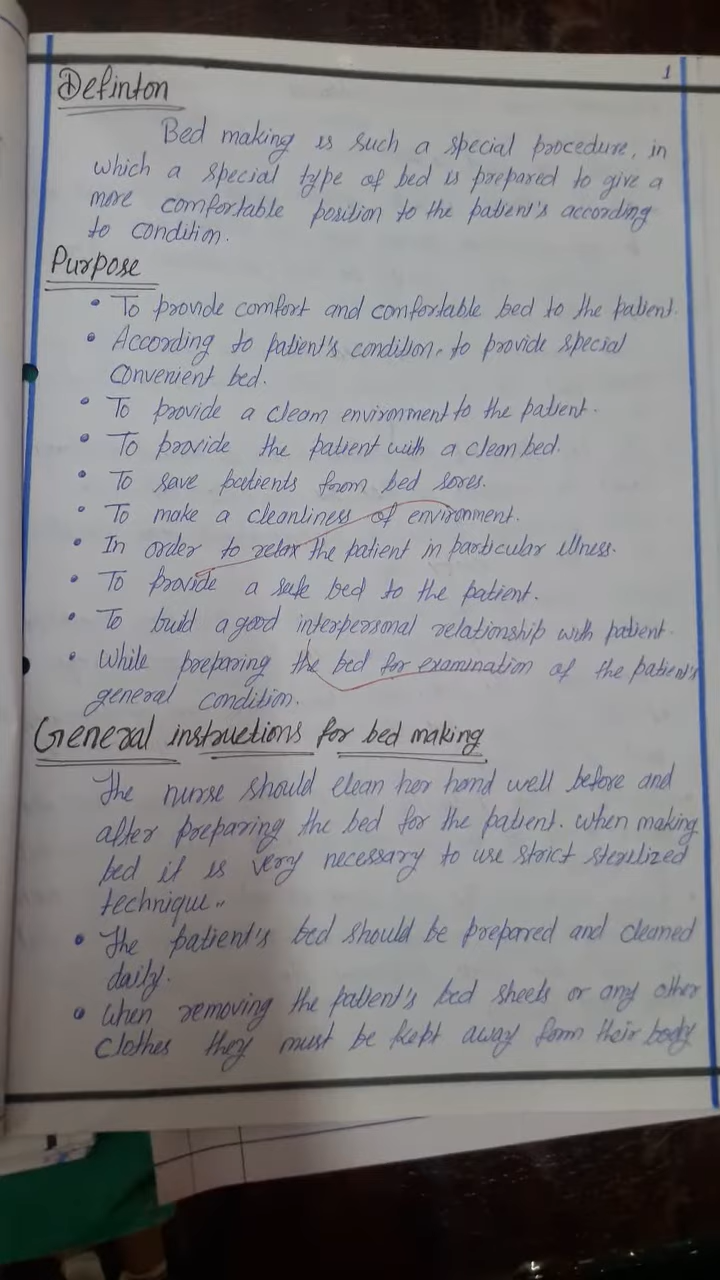 1
Definton
Bed making is such a special procedure, in
which a special type of bed is prepared to give a
more comfortable position to the patient's according
to condition.
Purpose
• To provide comfort and comfortable bed to the patient.
• According to patient's condition, to provide special
convenient bed.
• To provide a clean environment to the patient.
• To provide the patient with a clean bed.
• To save patients from bed sores.
• To make a cleanliness of environment.
• In order to relax the patient in particular illness.
• To provide a safe bed to the patient.
• To build a good interpersonal relationship with patient.
• While preparing the bed for examination of the patient's
general condition.
General instructions for bed making
The nurse should clean her hand well before and
after preparing the bed for the patient. when making
bed it is very necessary to use strict sterilized
technique..
• The patient's bed should be prepared and cleaned
daily.
• When removing the patient's bed sheets or any other
clothes they must be kept away form their body